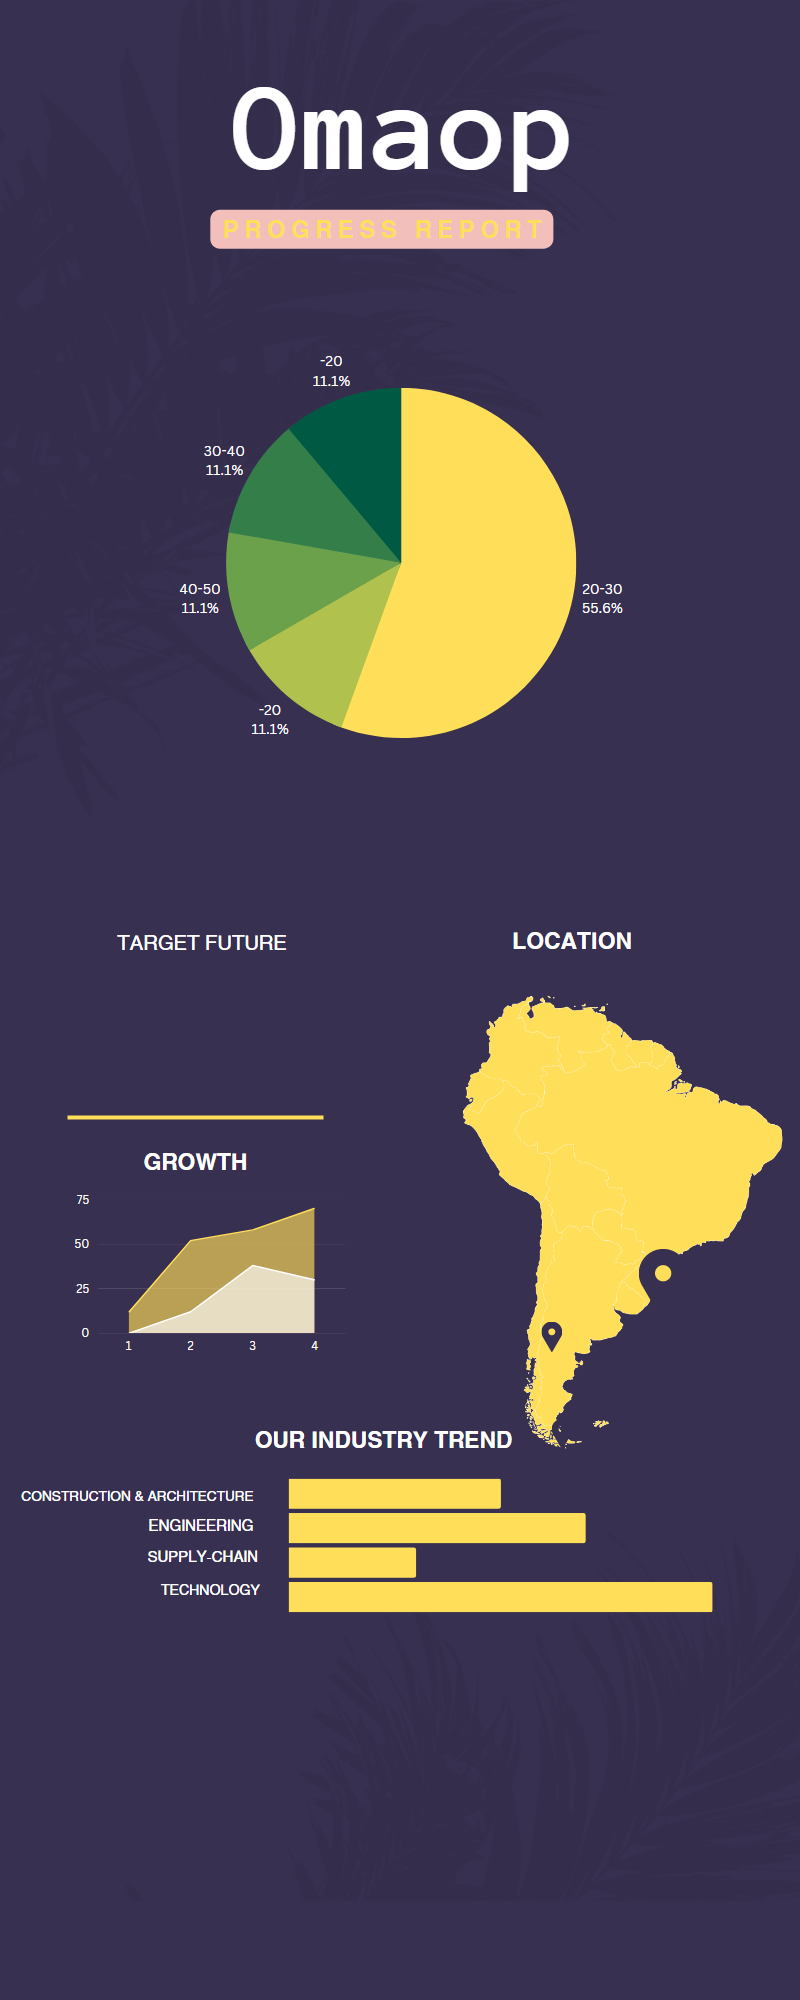 Omaop
PROGRESS REPORT
-20
11.1%
30-40
11.1%
40-50
11.1%
20-30
55.6%
-20
11.1%
TARGET FUTURE
LOCATION
GROWTH
75
50
25
0
1 2 3 4
OUR INDUSTRY TREND
CONSTRUCTION & ARCHITECTURE
ENGINEERING
SUPPLY-CHAIN
TECHNOLOGY